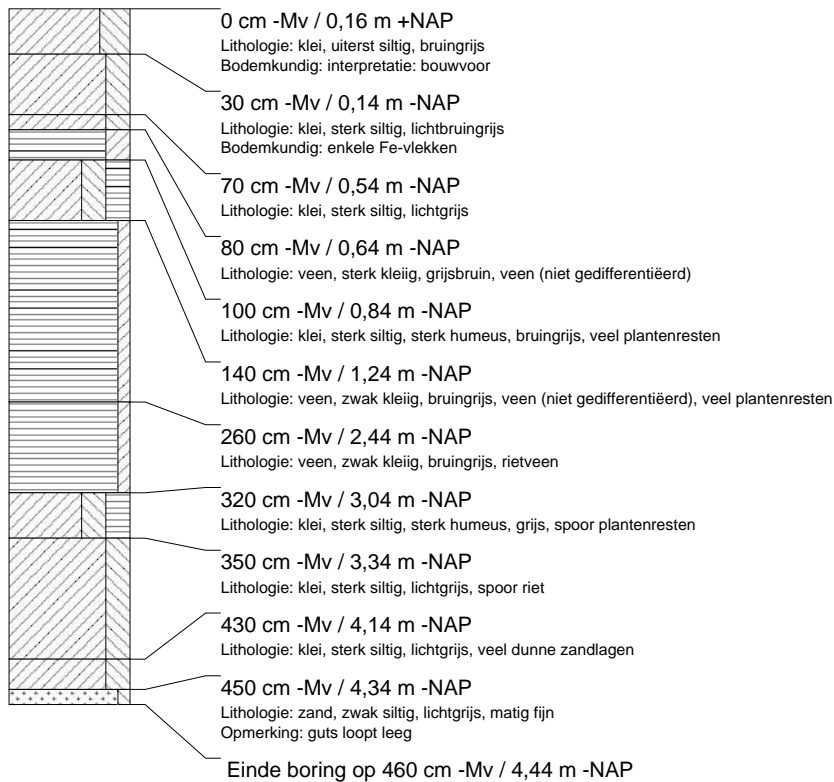 0 cm -Mv / 0,16 m +NAP
Lithologie: klei, uiterst siltig, bruingrijs
Bodemkundig: interpretatie: bouwvoor
30 cm -Mv / 0,14 m -NAP
Lithologie: klei, sterk siltig, lichtbruingrijs
Bodemkundig: enkele Fe-vlekken
70 cm -Mv / 0,54 m -NAP
Lithologie: klei, sterk siltig, lichtgrijs
80 cm -Mv / 0,64 m -NAP
Lithologie: veen, sterk kleiig, grijsbruin, veen (niet gedifferentiëerd)
100 cm -Mv / 0,84 m -NAP
Lithologie: klei, sterk siltig, sterk humeus, bruingrijs, veel plantenresten
140 cm -Mv / 1,24 m -NAP
Lithologie: veen, zwak kleiig, bruingrijs, veen (niet gedifferentiëerd), veel plantenresten
260 cm -Mv / 2,44 m -NAP
Lithologie: veen, zwak kleiig, bruingrijs, rietveen
320 cm -Mv / 3,04 m -NAP
Lithologie: klei, sterk siltig, sterk humeus, grijs, spoor plantenresten
350 cm -Mv / 3,34 m -NAP
Lithologie: klei, sterk siltig, lichtgrijs, spoor riet
430 cm -Mv / 4,14 m -NAP
Lithologie: klei, sterk siltig, lichtgrijs, veel dunne zandlagen
450 cm -Mv / 4,34 m -NAP
Lithologie: zand, zwak siltig, lichtgrijs, matig fijn
Opmerking: guts loopt leeg
Einde boring op 460 cm -Mv / 4,44 m -NAP